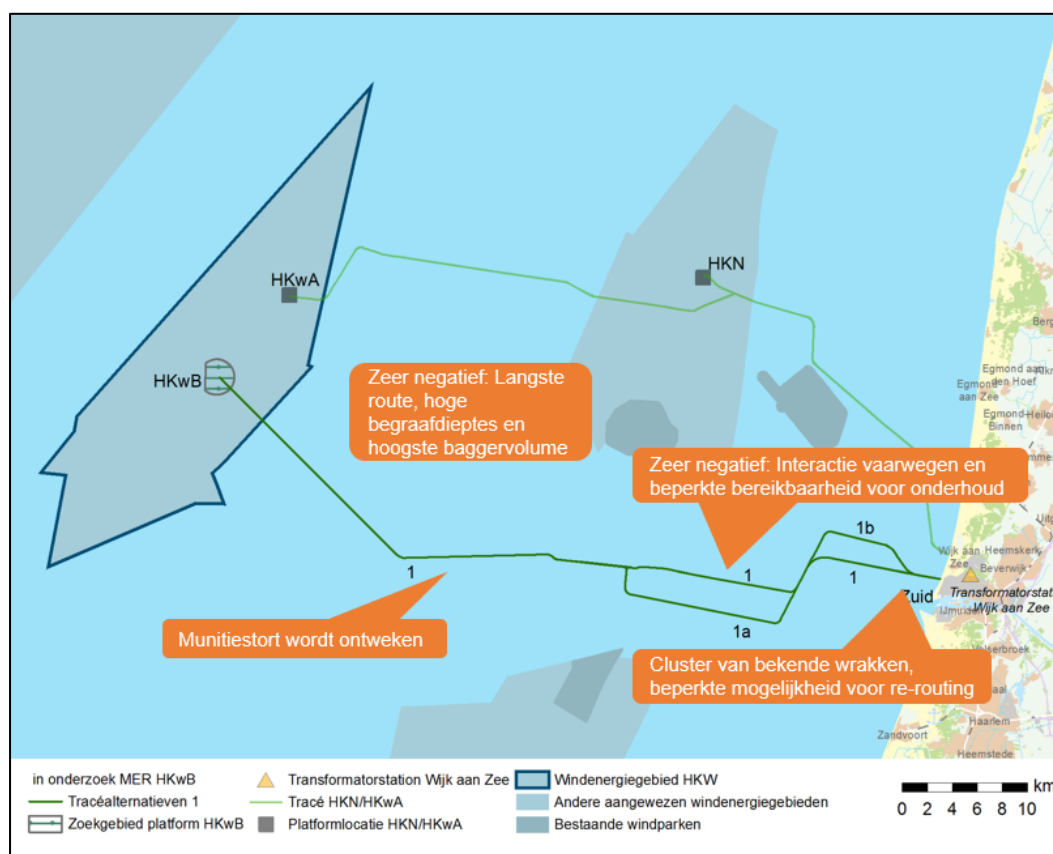 HKwA
HKN
HKwB
Zeer negatief: Langste
route, hoge
begraafdieptes en
hoogste baggervolume
Egmond aan
den Hoef
Egmond
aan Zee
Egmond-
Binnen
Zeer negatief: Interactie vaarwegen en
beperkte bereikbaarheid voor onderhoud
1b
1
1
1
1a
Wijk aan
Zee
Heemskerk
Beverwijk
Zuid
Transformatorstat
Wijk aan Zee
Munitiestort wordt ontweken
Cluster van bekende wrakken,
beperkte mogelijkheid voor re-routing
Haarlem
Zandvoort
Heemstede
in onderzoek MER HKwB
Tracéalternatieven 1
Zoekgebied platform HKwB
Transformatorstation Wijk aan Zee
Tracé HKN/HKwA
Platformlocatie HKN/HKwA
Windenergiegebied HKW
Andere aangewezen windenergiegebieden
Bestaande windparken
km
0 2 4 6 8 10